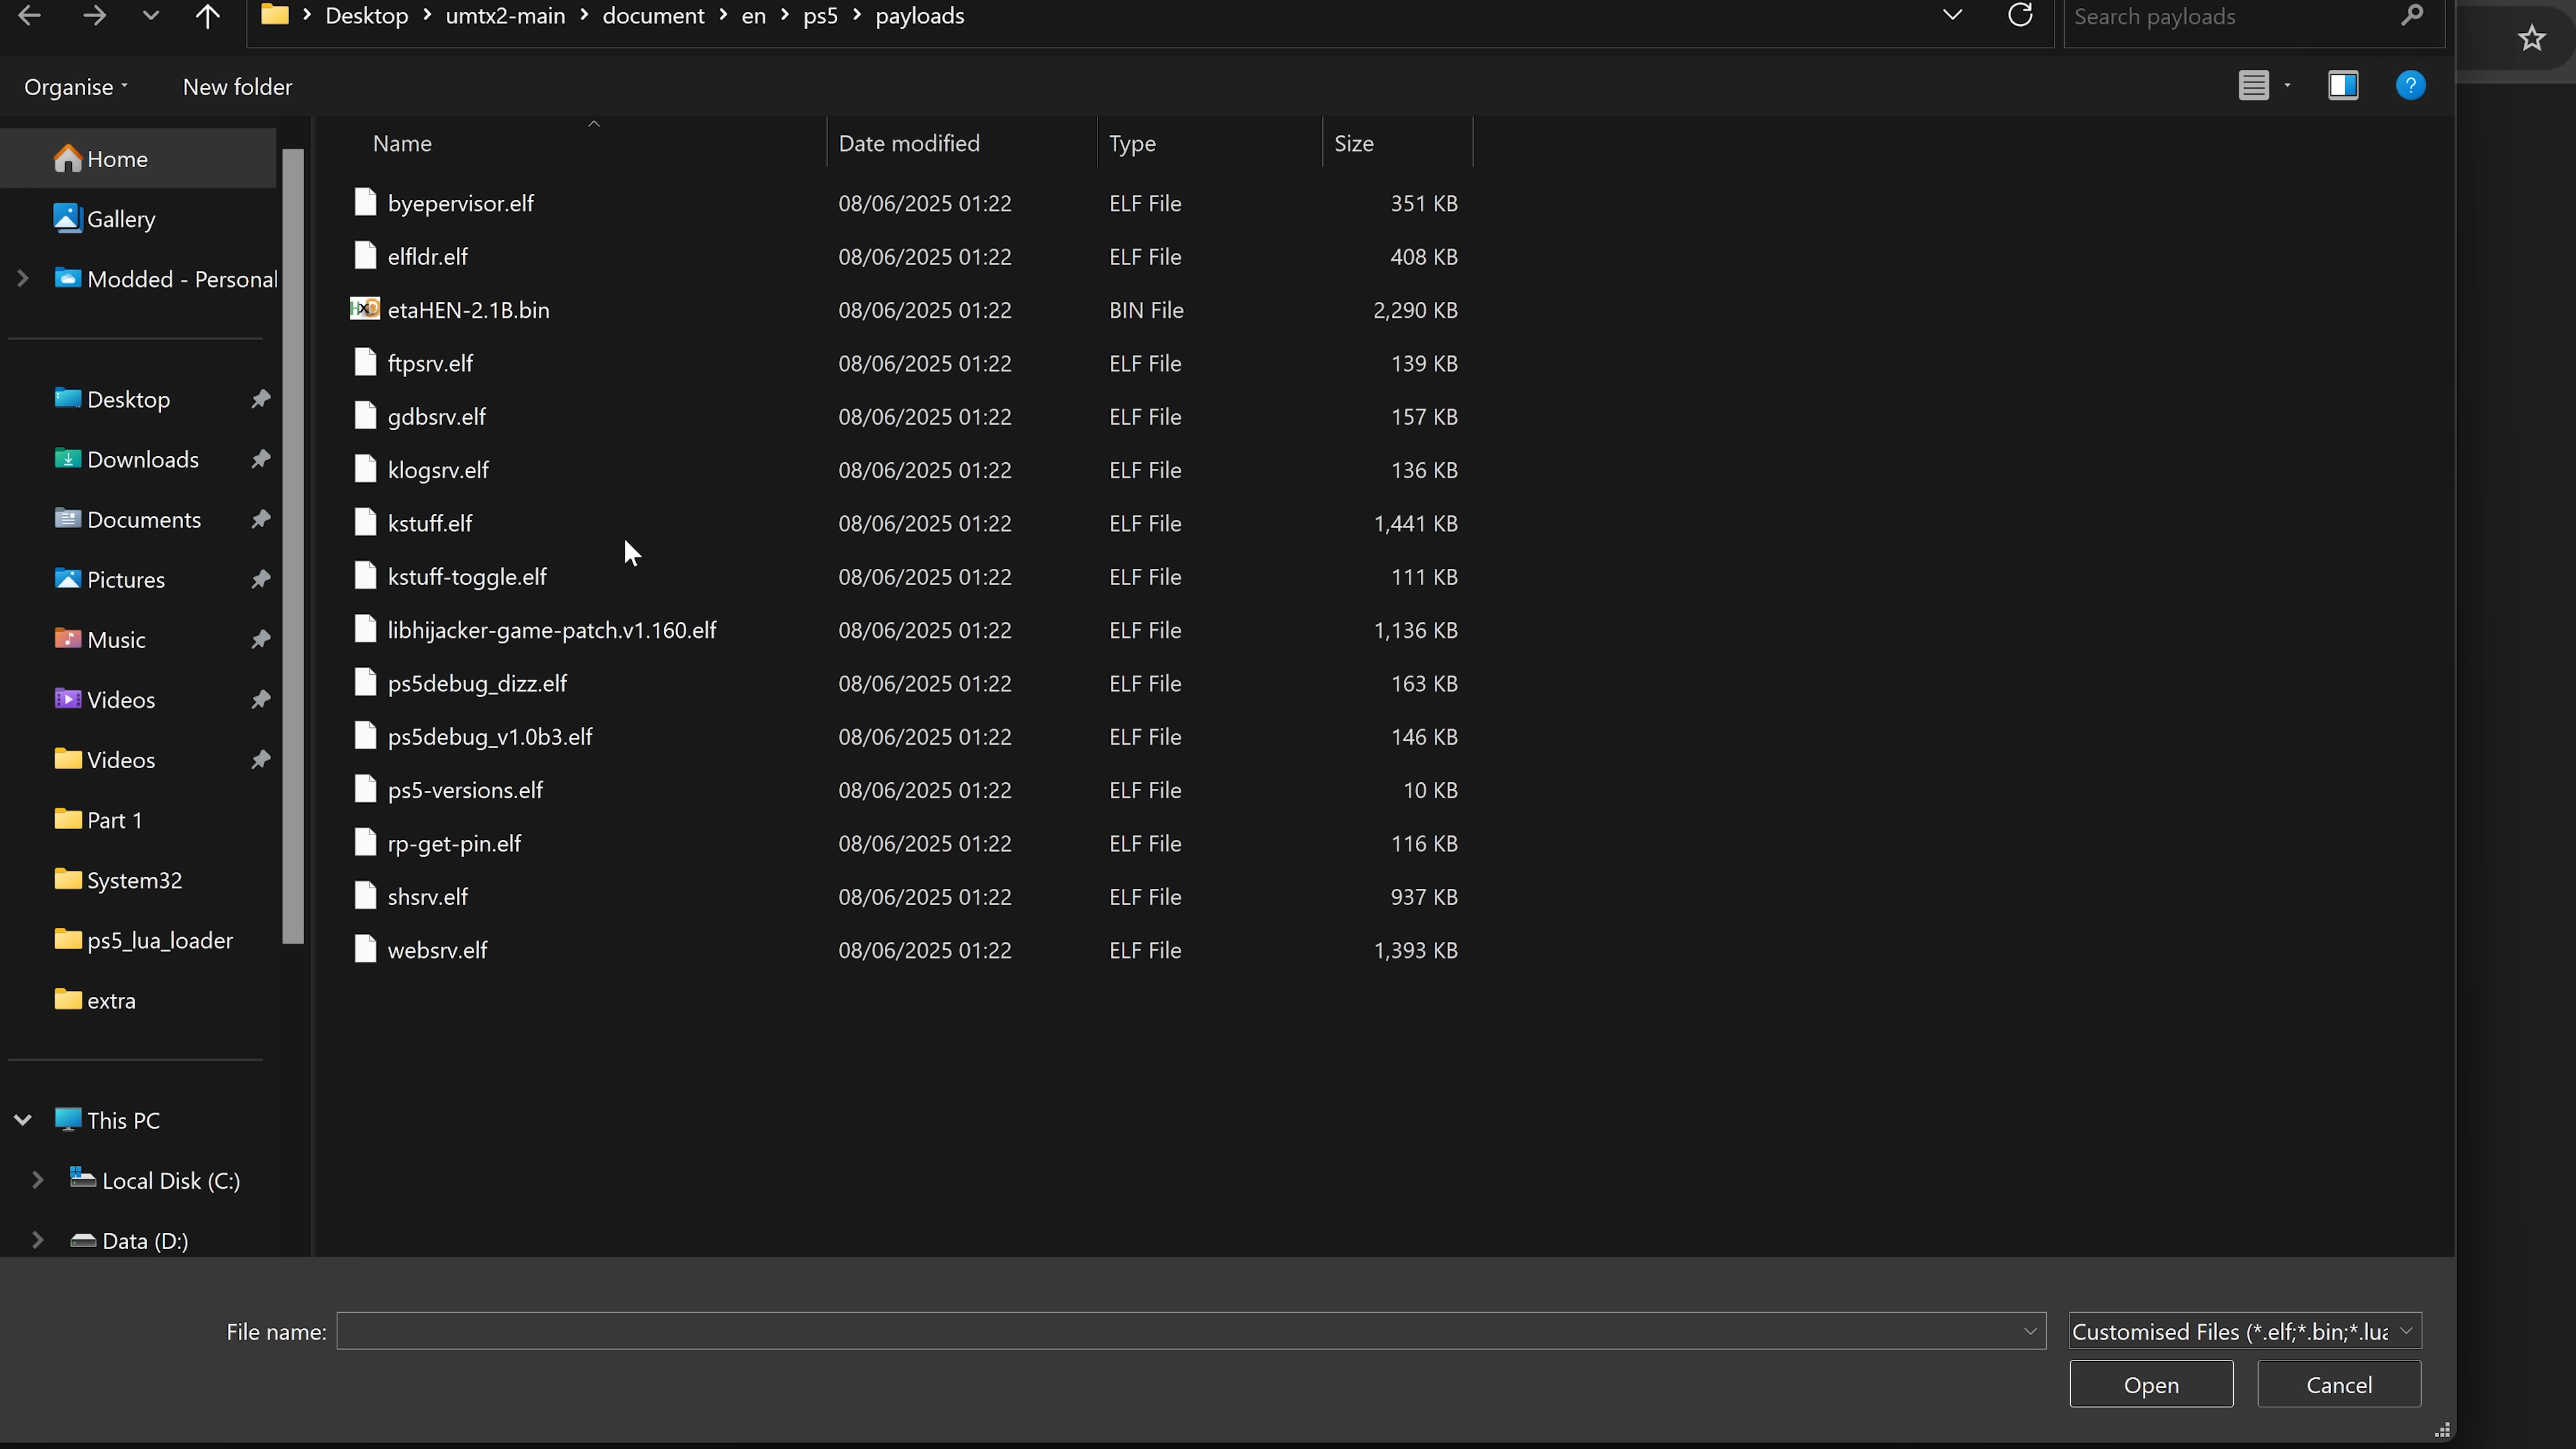 Desktop > umtx2-main > document > en > ps5 > payloads
Search payloads
Organise
New folder
Home
Gallery
Modded - Personal
Desktop
Downloads
Documents
Pictures
Music
Videos
Videos
Part 1
System32
ps5_lua_loader
extra
This PC
Local Disk (C:)
Data (D:)
Name Date modified Type Size
byepervisor.elf 08/06/2025 01:22 ELF File 351 KB
elfldr.elf 08/06/2025 01:22 ELF File 408 KB
etaHEN-2.1B.bin 08/06/2025 01:22 BIN File 2,290 KB
ftpsrv.elf 08/06/2025 01:22 ELF File 139 KB
gdbsrv.elf 08/06/2025 01:22 ELF File 157 KB
klogsrv.elf 08/06/2025 01:22 ELF File 136 KB
kstuff.elf 08/06/2025 01:22 ELF File 1,441 KB
kstuff-toggle.elf 08/06/2025 01:22 ELF File 111 KB
libhijacker-game-patch.v1.160.elf 08/06/2025 01:22 ELF File 1,136 KB
ps5debug_dizz.elf 08/06/2025 01:22 ELF File 163 KB
ps5debug_v1.0b3.elf 08/06/2025 01:22 ELF File 146 KB
ps5-versions.elf 08/06/2025 01:22 ELF File 10 KB
rp-get-pin.elf 08/06/2025 01:22 ELF File 116 KB
shsrv.elf 08/06/2025 01:22 ELF File 937 KB
websrv.elf 08/06/2025 01:22 ELF File 1,393 KB
File name:
Customised Files (*.elf;*.bin;*.lua
Open
Cancel